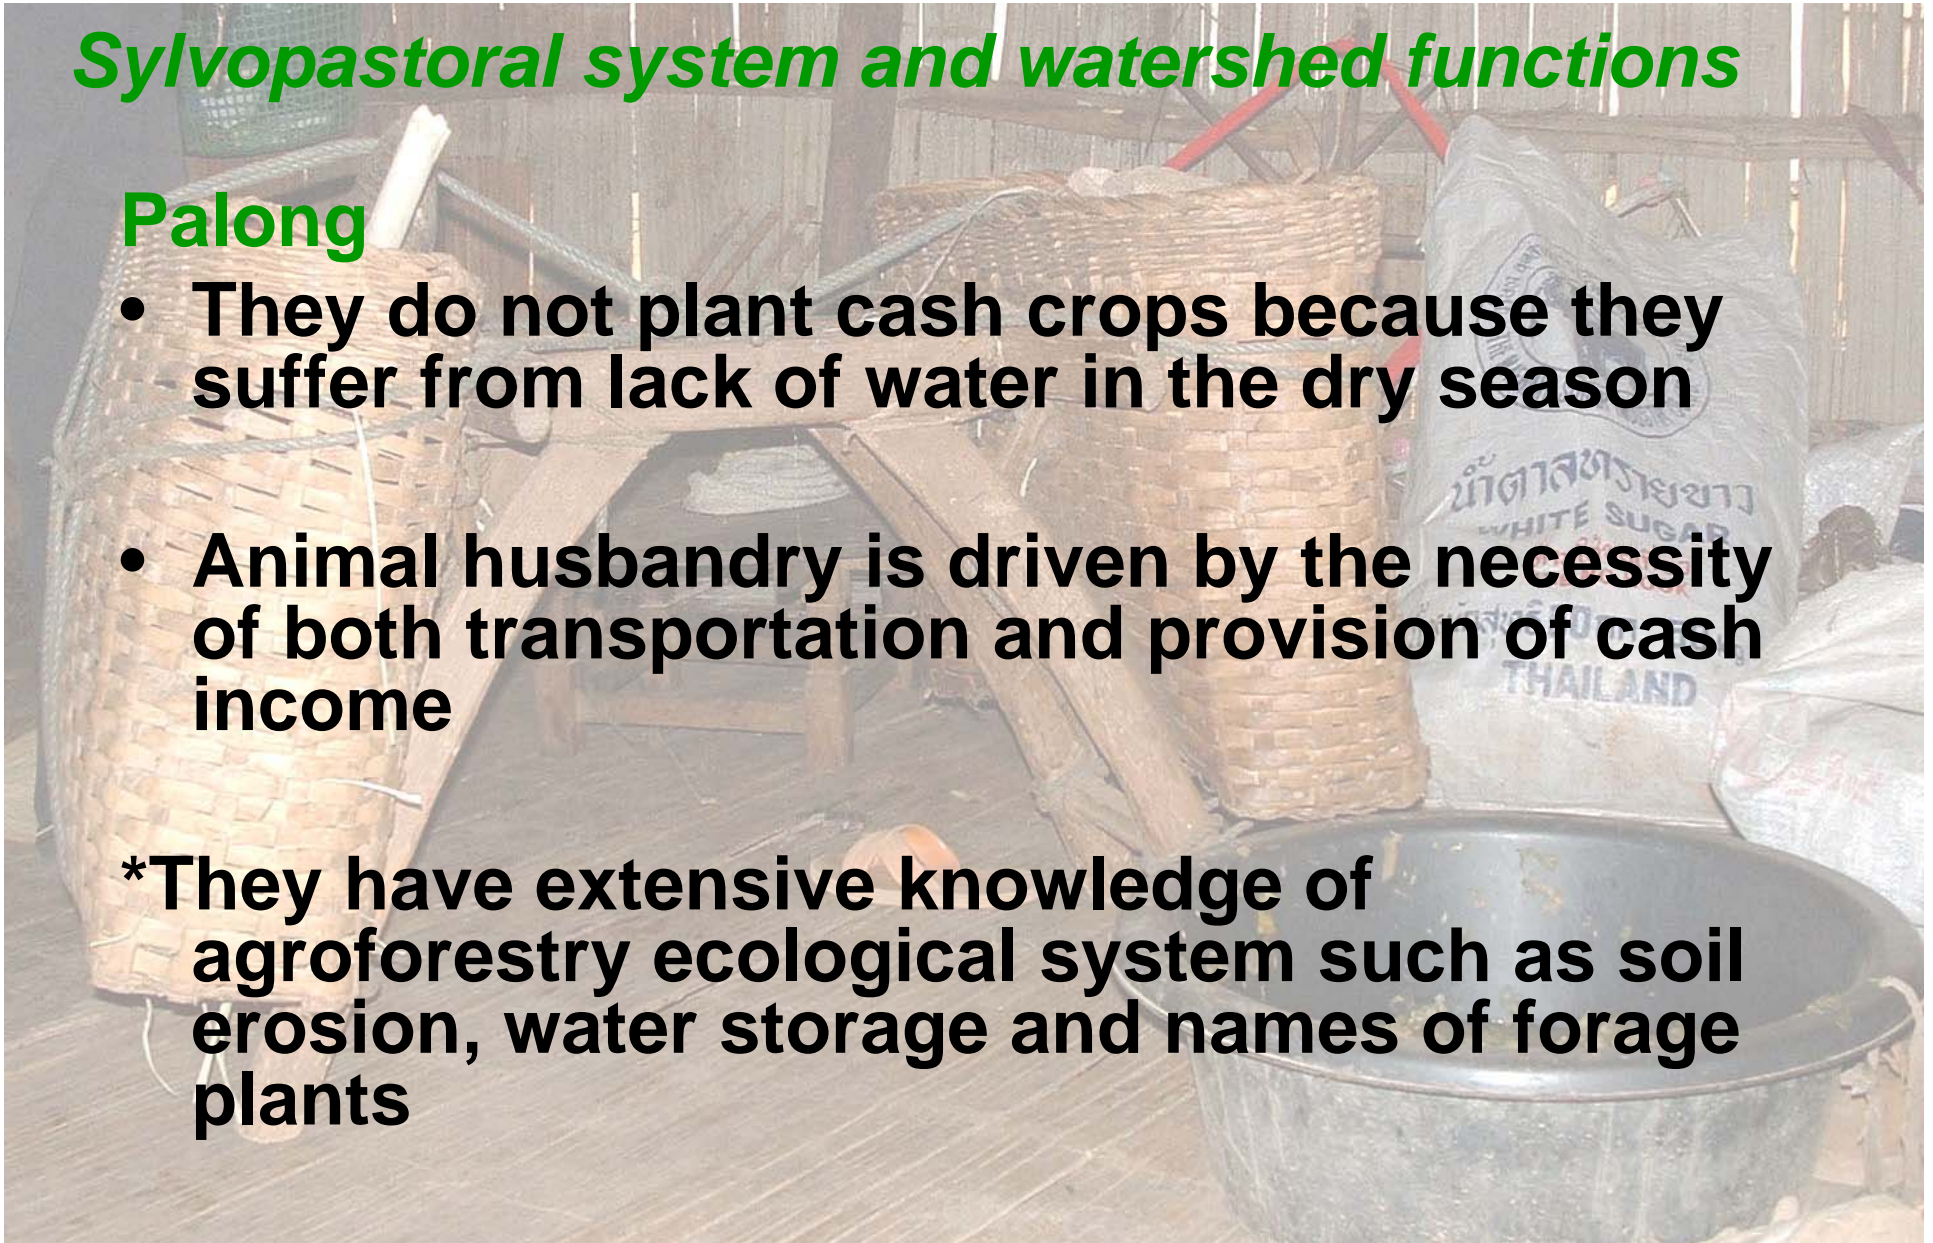 Sylvopastoral system and watershed functions
Palong
• They do not plant cash crops because they
suffer from lack of water in the dry season
• Animal husbandry is driven by the necessity
of both transportation and provision of cash
income
*They have extensive knowledge of
agroforestry ecological system such as soil
erosion, water storage and names of forage
plants
น้ำตาลทรายขาว
WHITE SUGAR
THAILAND